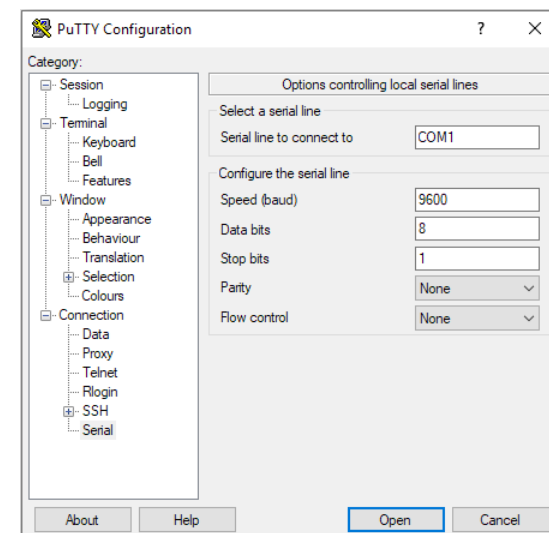 PuTTY Configuration
?
Category:
Session
Logging
Terminal
Keyboard
Bell
Features
Window
Appearance
Behaviour
Translation
Selection
Colours
Connection
Data
Proxy
Telnet
Rlogin
SSH
Serial
Options controlling local serial lines
Select a serial line
Serial line to connect to COM1
Configure the serial line
Speed (baud) 9600
Data bits 8
Stop bits 1
Parity None
Flow control None
About Help Open Cancel